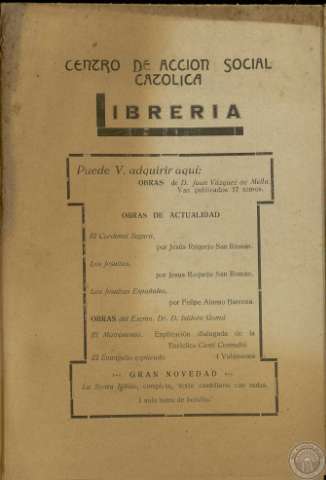 CENTRO DE ACCION SOCIAL
CATOLICA
LIBRERIA
Puede V. adquirir aquí:
OBRAS de D. Juan Vázquez de Mella.
Van publicados 17 tomos.
OBRAS DE ACTUALIDAD
El Cardenal Segura,
por Jesús Requejo San Román.
Los Jesuitas,
por Jesús Requejo San Román.
Los Jesuitas Españoles,
por Felipe Alonso Bárcena.
OBRAS del Excmo. Dr. D. Isidro Gomá
El Matrimonio. Explicación dialogada de la
Encíclica Casti Connubii
El Evangelio explicado 4 Volúmenes
GRAN NOVEDAD
La Santa Biblia, completa, texto castellano con notas,
1 solo tomo de bolsillo